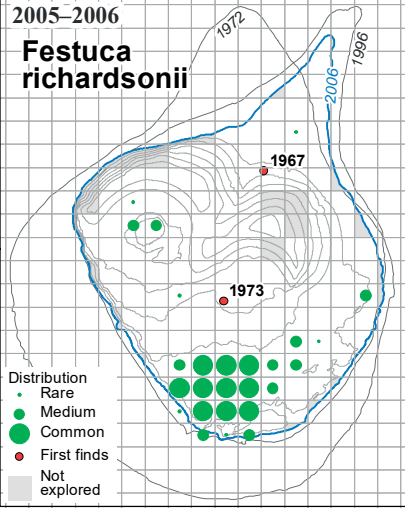 2005–2006
Festuca
richardsonii
1972
1996
2006
1967
1973
Distribution
Rare
Medium
Common
First finds
Not
explored